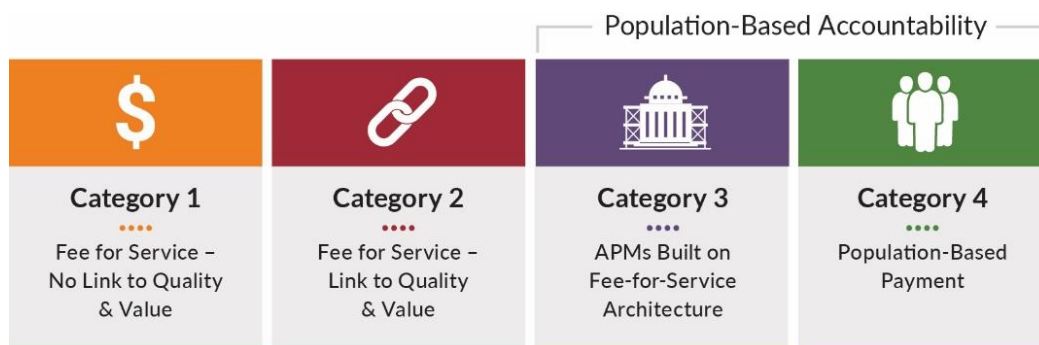 Population-Based Accountability
$
Category 1
Fee for Service –
No Link to Quality
& Value
Category 2
Fee for Service –
Link to Quality
& Value
Category 3
APMs Built on
Fee-for-Service
Architecture
Category 4
Population-Based
Payment